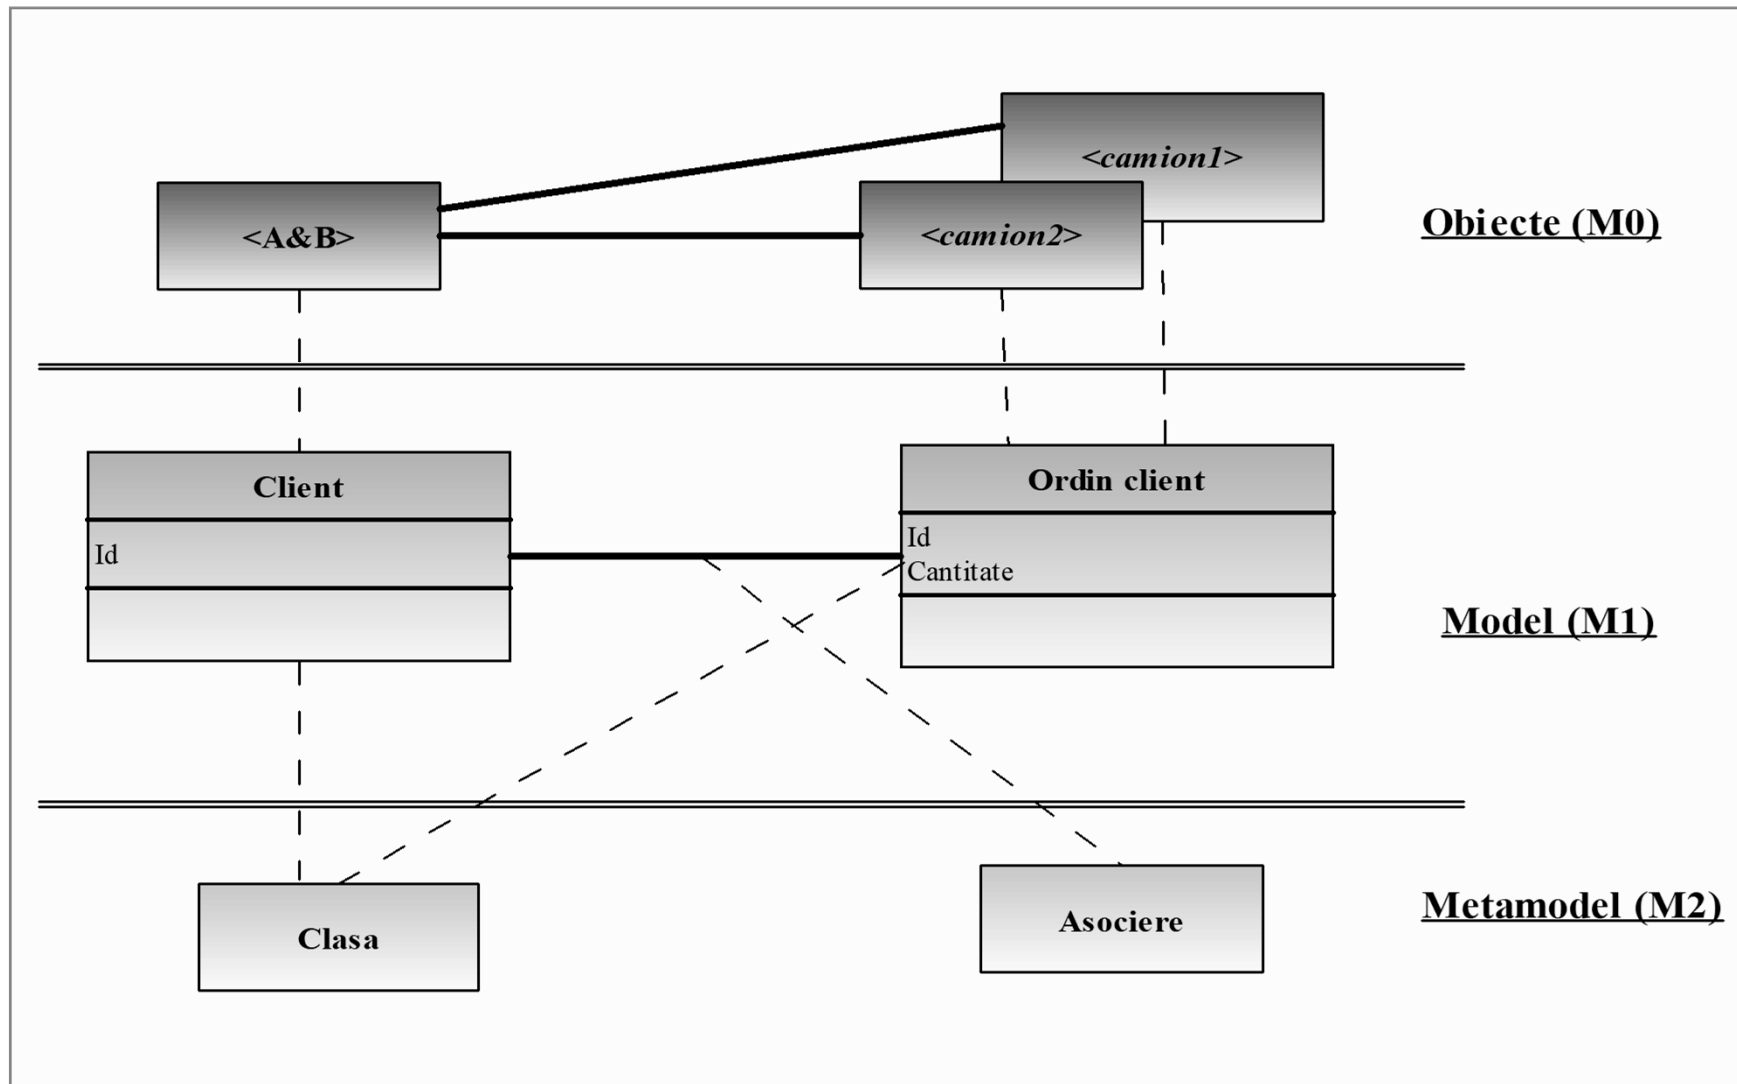 <camion1>
Obiecte (M0)
<A&B>
<camion2>
Client
Ordin client
Id
Id
Cantitate
Model (M1)
Clasa
Asociere
Metamodel (M2)